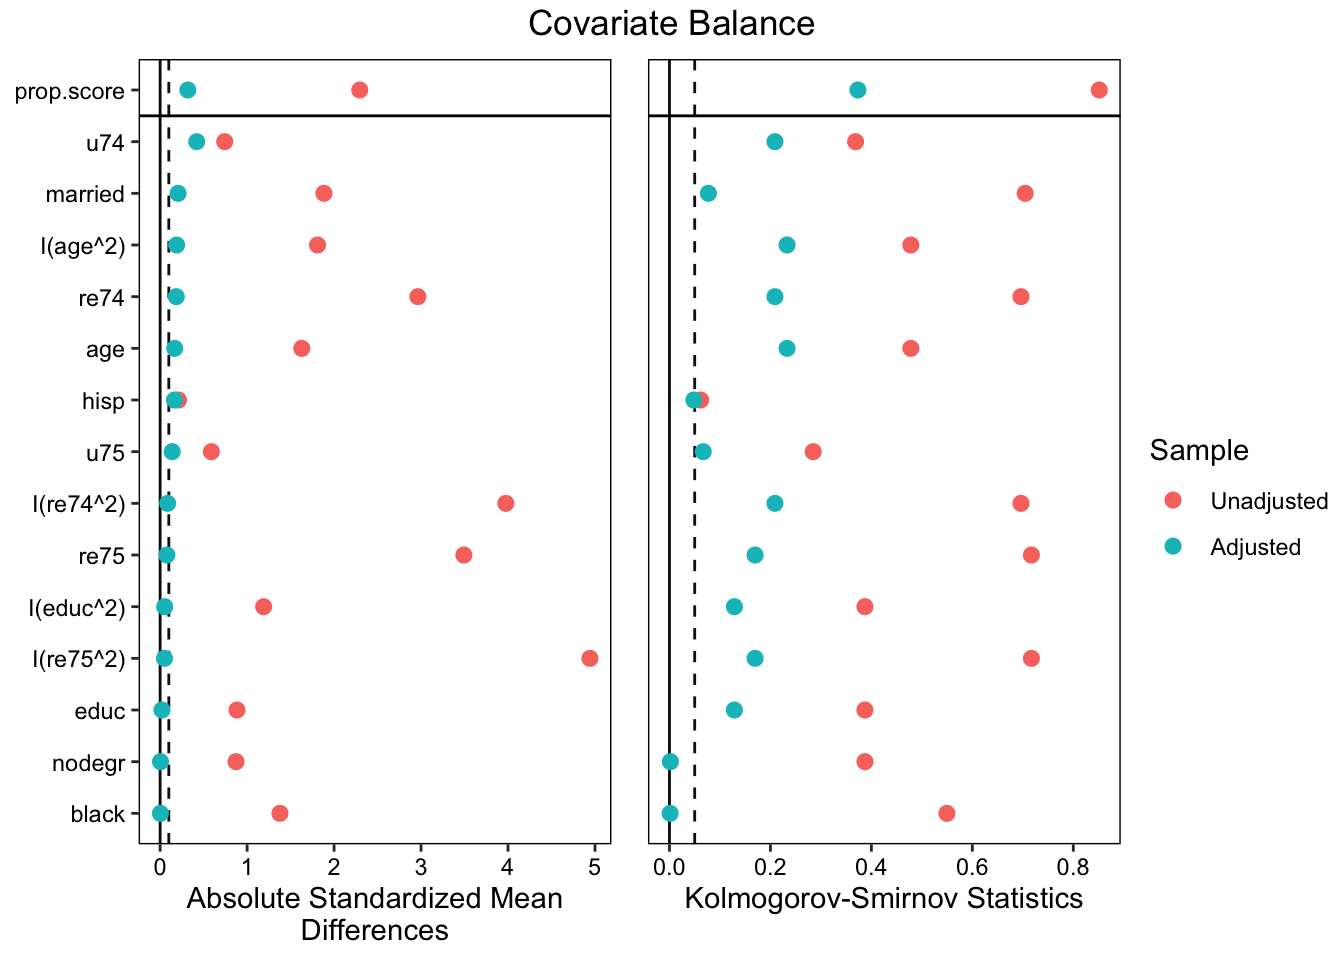 Covariate Balance
prop.score
u74
married
I(age^2)
re74
age
hisp
u75
I(re74^2)
re75
I(educ^2)
I(re75^2)
educ
nodegr
black
0 1 2 3 4 5
Absolute Standardized Mean
Differences
0.0 0.2 0.4 0.6 0.8
Kolmogorov-Smirnov Statistics
Sample
Unadjusted
Adjusted